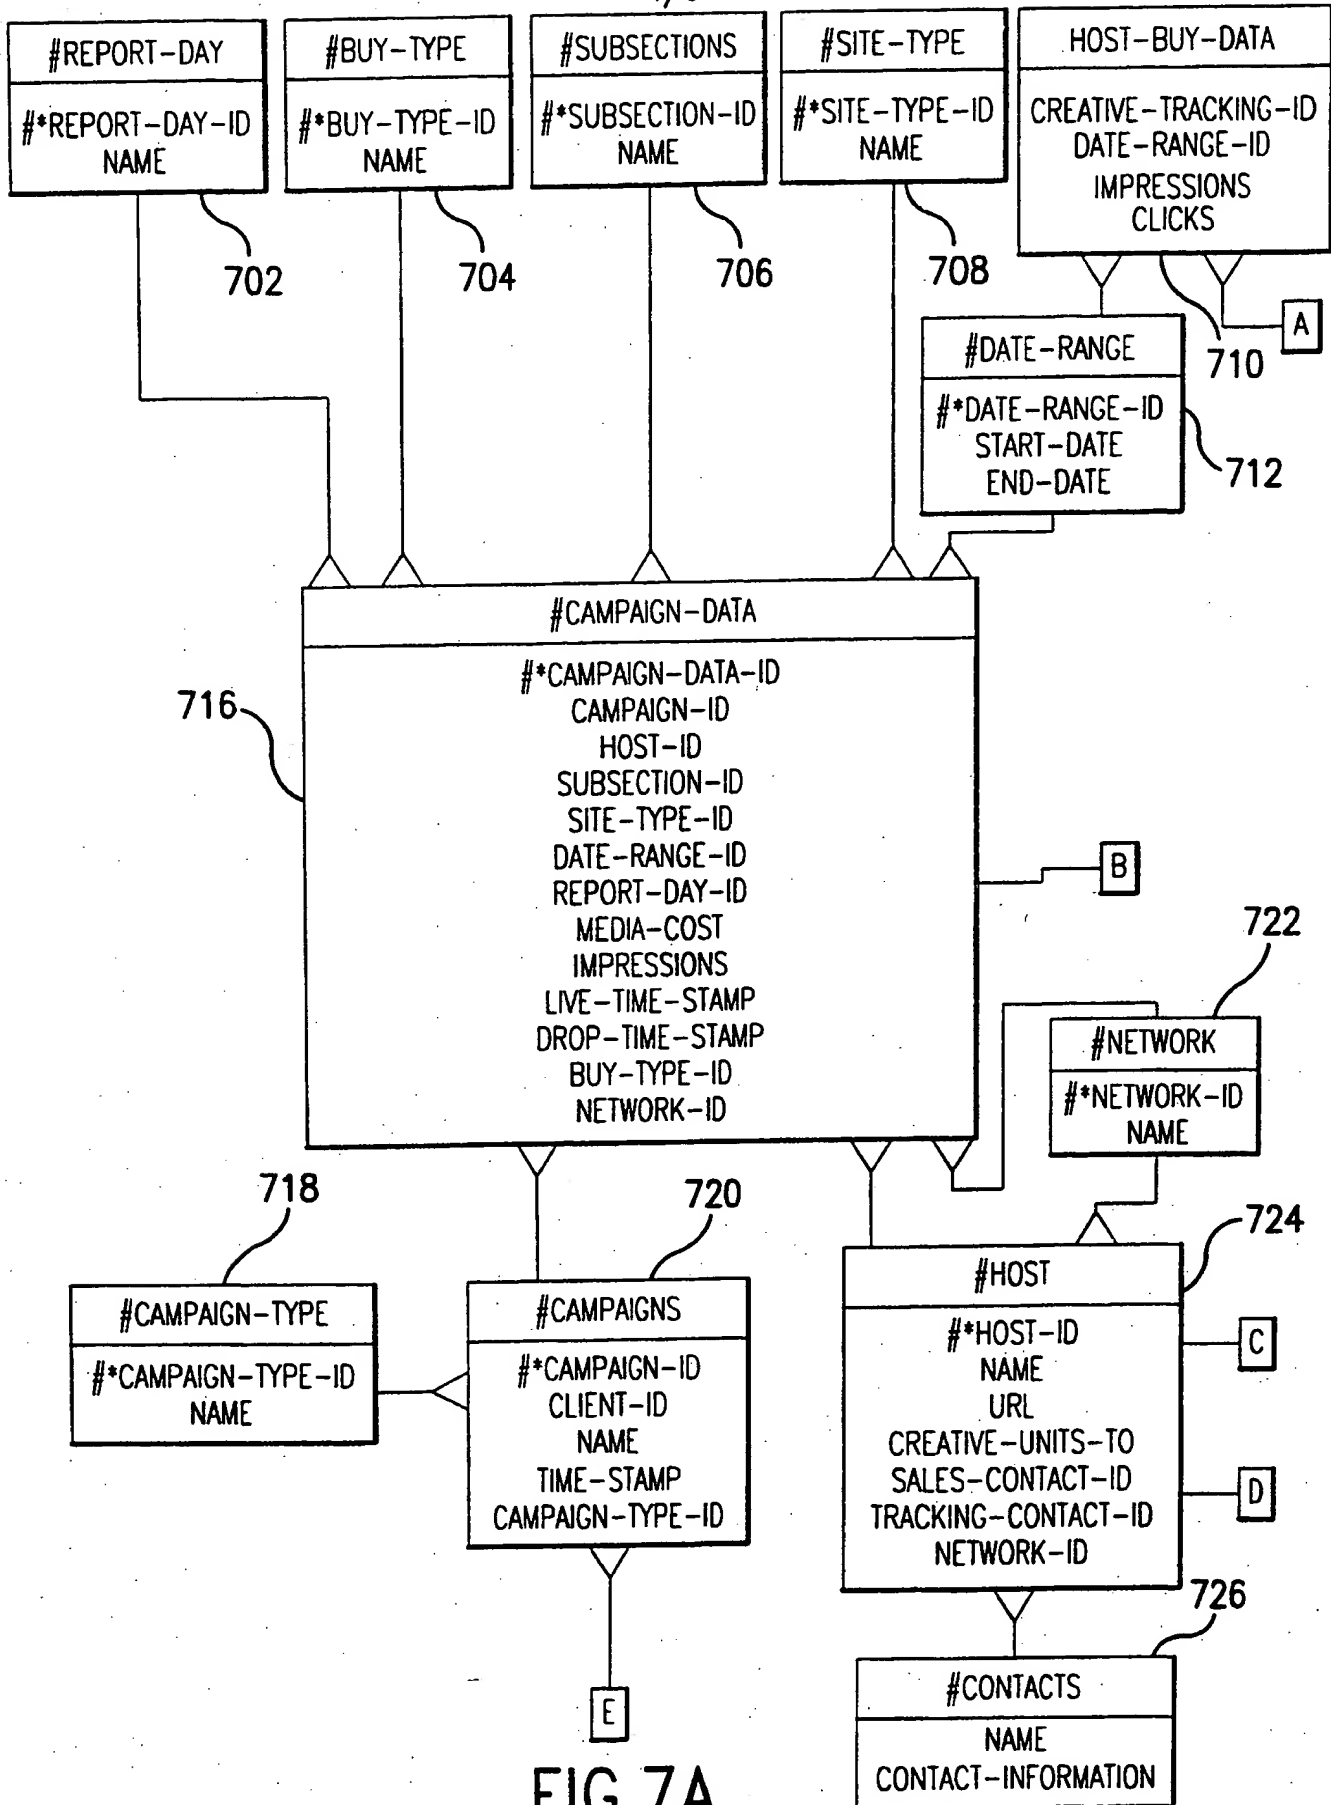 #REPORT-DAY
#*REPORT-DAY-ID
NAME
702
#BUY-TYPE
#*BUY-TYPE-ID
NAME
704
#SUBSECTIONS
#*SUBSECTION-ID
NAME
706
#SITE-TYPE
#*SITE-TYPE-ID
NAME
708
HOST-BUY-DATA
CREATIVE-TRACKING-ID
DATE-RANGE-ID
IMPRESSIONS
CLICKS
710
A
#DATE-RANGE
#*DATE-RANGE-ID
START-DATE
END-DATE
712
#CAMPAIGN-DATA
#*CAMPAIGN-DATA-ID
CAMPAIGN-ID
HOST-ID
SUBSECTION-ID
SITE-TYPE-ID
DATE-RANGE-ID
REPORT-DAY-ID
MEDIA-COST
IMPRESSIONS
LIVE-TIME-STAMP
DROP-TIME-STAMP
BUY-TYPE-ID
NETWORK-ID
716
B
722
#NETWORK
#*NETWORK-ID
NAME
718
#CAMPAIGN-TYPE
#*CAMPAIGN-TYPE-ID
NAME
720
#CAMPAIGNS
#*CAMPAIGN-ID
CLIENT-ID
NAME
TIME-STAMP
CAMPAIGN-TYPE-ID
E
724
#HOST
#*HOST-ID
NAME
URL
CREATIVE-UNITS-TO
SALES-CONTACT-ID
TRACKING-CONTACT-ID
NETWORK-ID
C
D
726
#CONTACTS
NAME
CONTACT-INFORMATION
FIG.7A